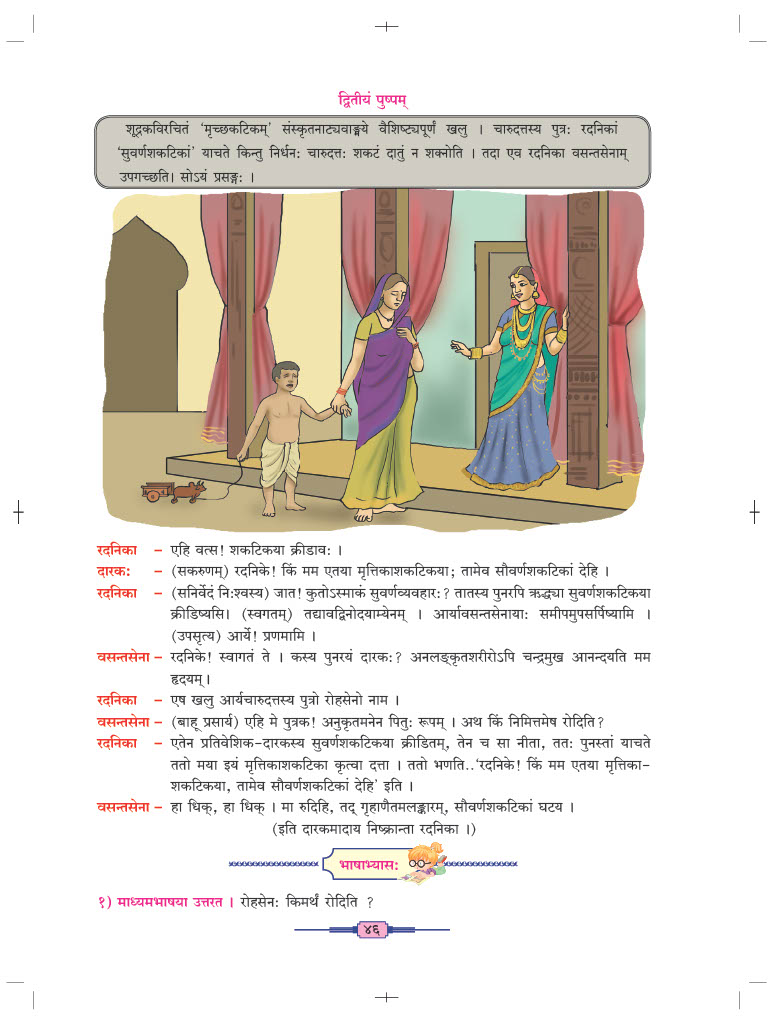 द्वितीयं पुष्पम्
शूद्रकविरचितं ‘मृच्छकटिकम्’ संस्कृतनाट्यवाङ्मये वैशिष्ट्यपूर्णं खलु । चारुदत्तस्य पुत्रः रदनिकां
‘सुवर्णशकटिकां’ याचते किन्तु निर्धनः चारुदत्तः शकटं दातुं न शक्नोति । तदा एव रदनिका वसन्तसेनाम्
उपगच्छति। सोऽयं प्रसङ्गः ।
रदनिका – एहि वत्स! शकटिकया क्रीडावः ।
दारकः – (सकरुणम्) रदनिके! किं मम एतया मृत्तिकाशकटिकया; तामेव सौवर्णशकटिकां देहि ।
रदनिका – (सनिर्वेदं निःश्वस्य) जात! कुतोऽस्माकं सुवर्णव्यवहारः? तातस्य पुनरपि ऋद्ध्या सुवर्णशकटिकया
क्रीडिष्यसि। (स्वगतम्) तद्यावद्विनोदयाम्येनम् । आर्यावसन्तसेनायाः समीपमुपसर्पिष्यामि ।
(उपसृत्य) आर्ये! प्रणमामि ।
वसन्तसेना – रदनिके! स्वागतं ते । कस्य पुनरयं दारकः? अनलङ्कृतशरीरोऽपि चन्द्रमुख आनन्दयति मम
हृदयम्।
रदनिका – एष खलु आर्यचारुदत्तस्य पुत्रो रोहसेनो नाम ।
वसन्तसेना – (बाहू प्रसार्य) एहि मे पुत्रक! अनुकृतमनेन पितुः रूपम् । अथ किं निमित्तमेष रोदिति?
रदनिका – एतेन प्रतिवेशिक-दारकस्य सुवर्णशकटिकया क्रीडितम्, तेन च सा नीता, ततः पुनस्तां याचते
ततो मया इयं मृत्तिकाशकटिका कृत्वा दत्ता । ततो भणति..‘रदनिके! किं मम एतया मृत्तिका-
शकटिकया, तामेव सौवर्णशकटिकां देहि’ इति ।
वसन्तसेना – हा धिक्, हा धिक् । मा रुदिहि, तद् गृहाणैतमलङ्कारम्, सौवर्णशकटिकां घटय ।
(इति दारकमादाय निष्क्रान्ता रदनिका ।)
भाषाभ्यासः
१) माध्यमभाषया उत्तरत । रोहसेनः किमर्थं रोदिति ?
४६